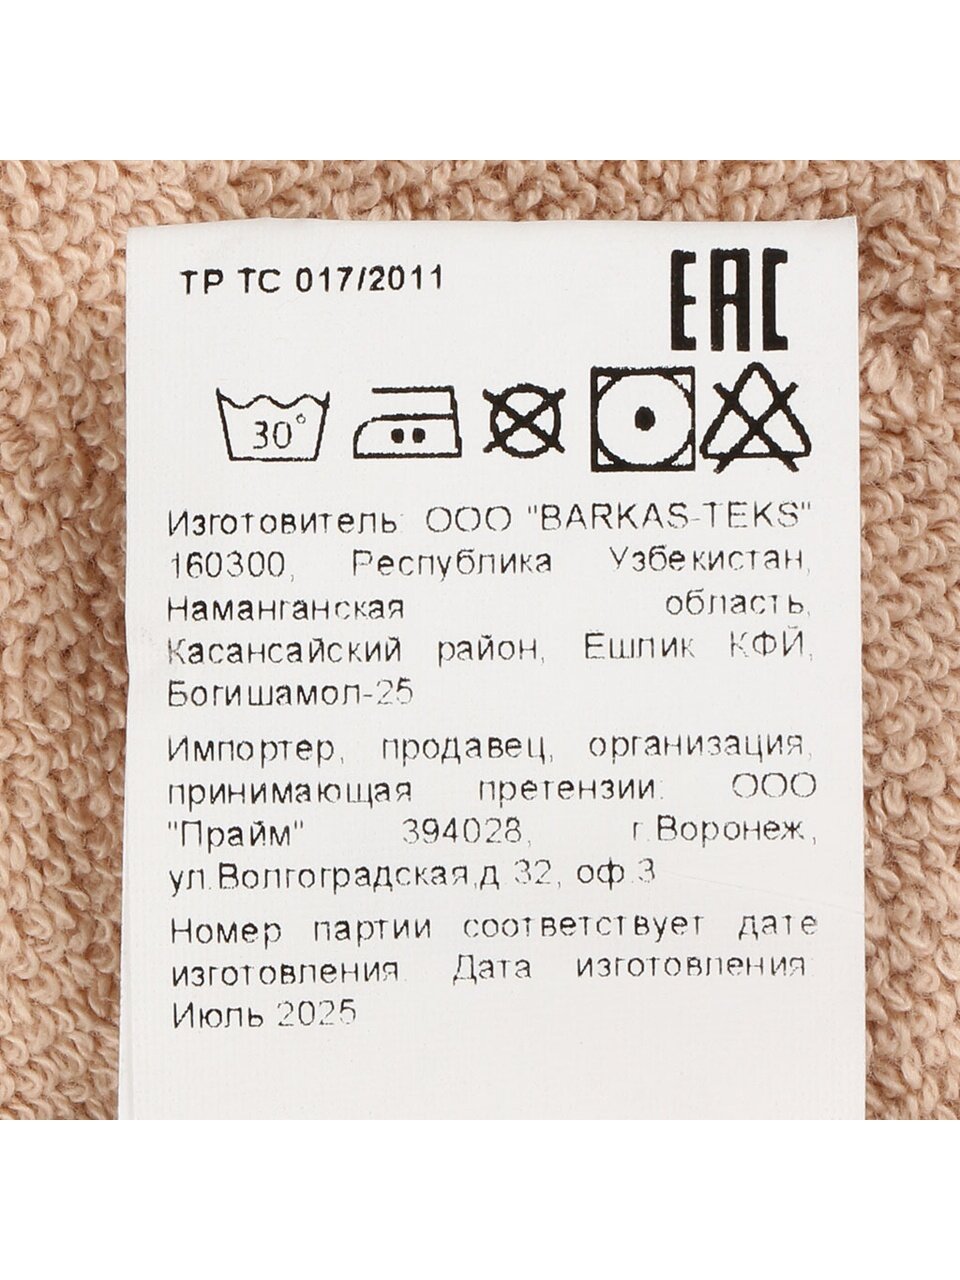 ТР ТС 017/2011
EAC
30°
Изготовитель: ООО "BARKAS-TEKS"
160300, Республика Узбекистан,
Наманганская область,
Касансайский район, Ешлик КФЙ,
Богишамол-25
Импортер, продавец, организация,
принимающая претензии: ООО
"Прайм" 394028, г.Воронеж,
ул.Волгоградская,д.32, оф.3
Номер партии соответствует дате
изготовления. Дата изготовления:
Июль 2025